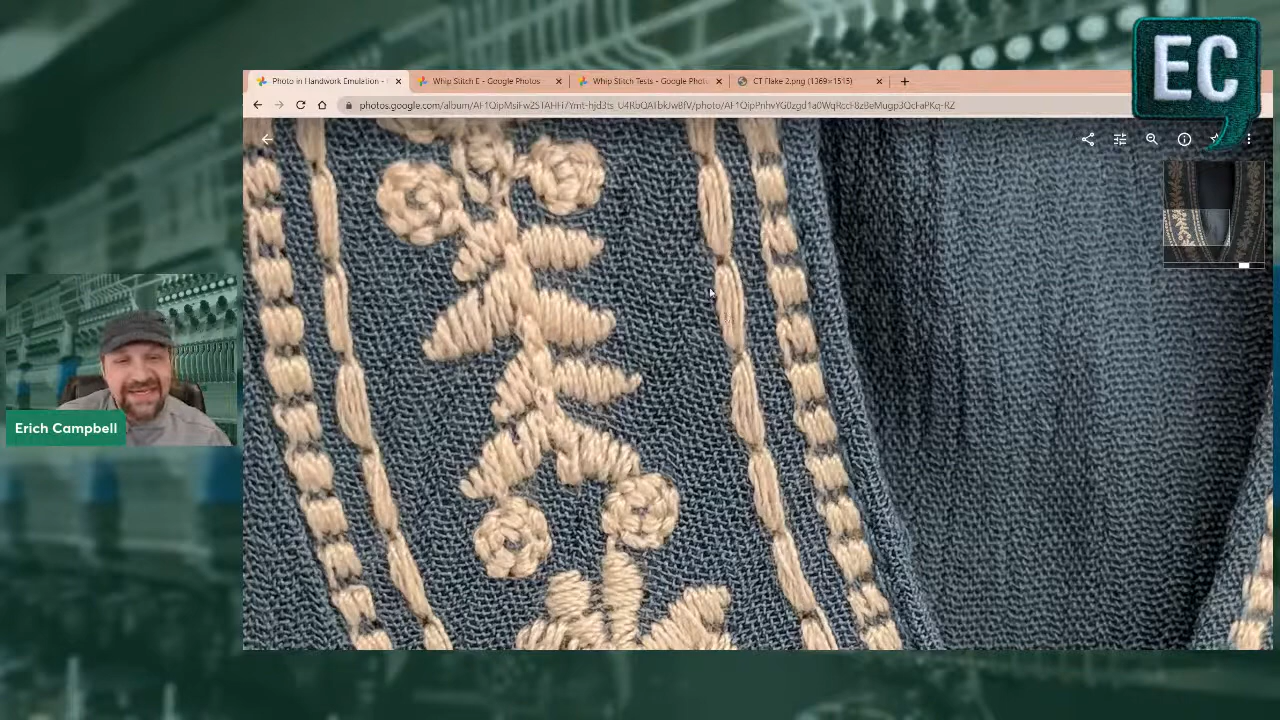 EC
Photo in Handwork Emulation -
Whip Stitch E - Google Photos
Whip Stitch Tests - Google Phot
CT Flake 2.png (1369×1515)
Erich Campbell